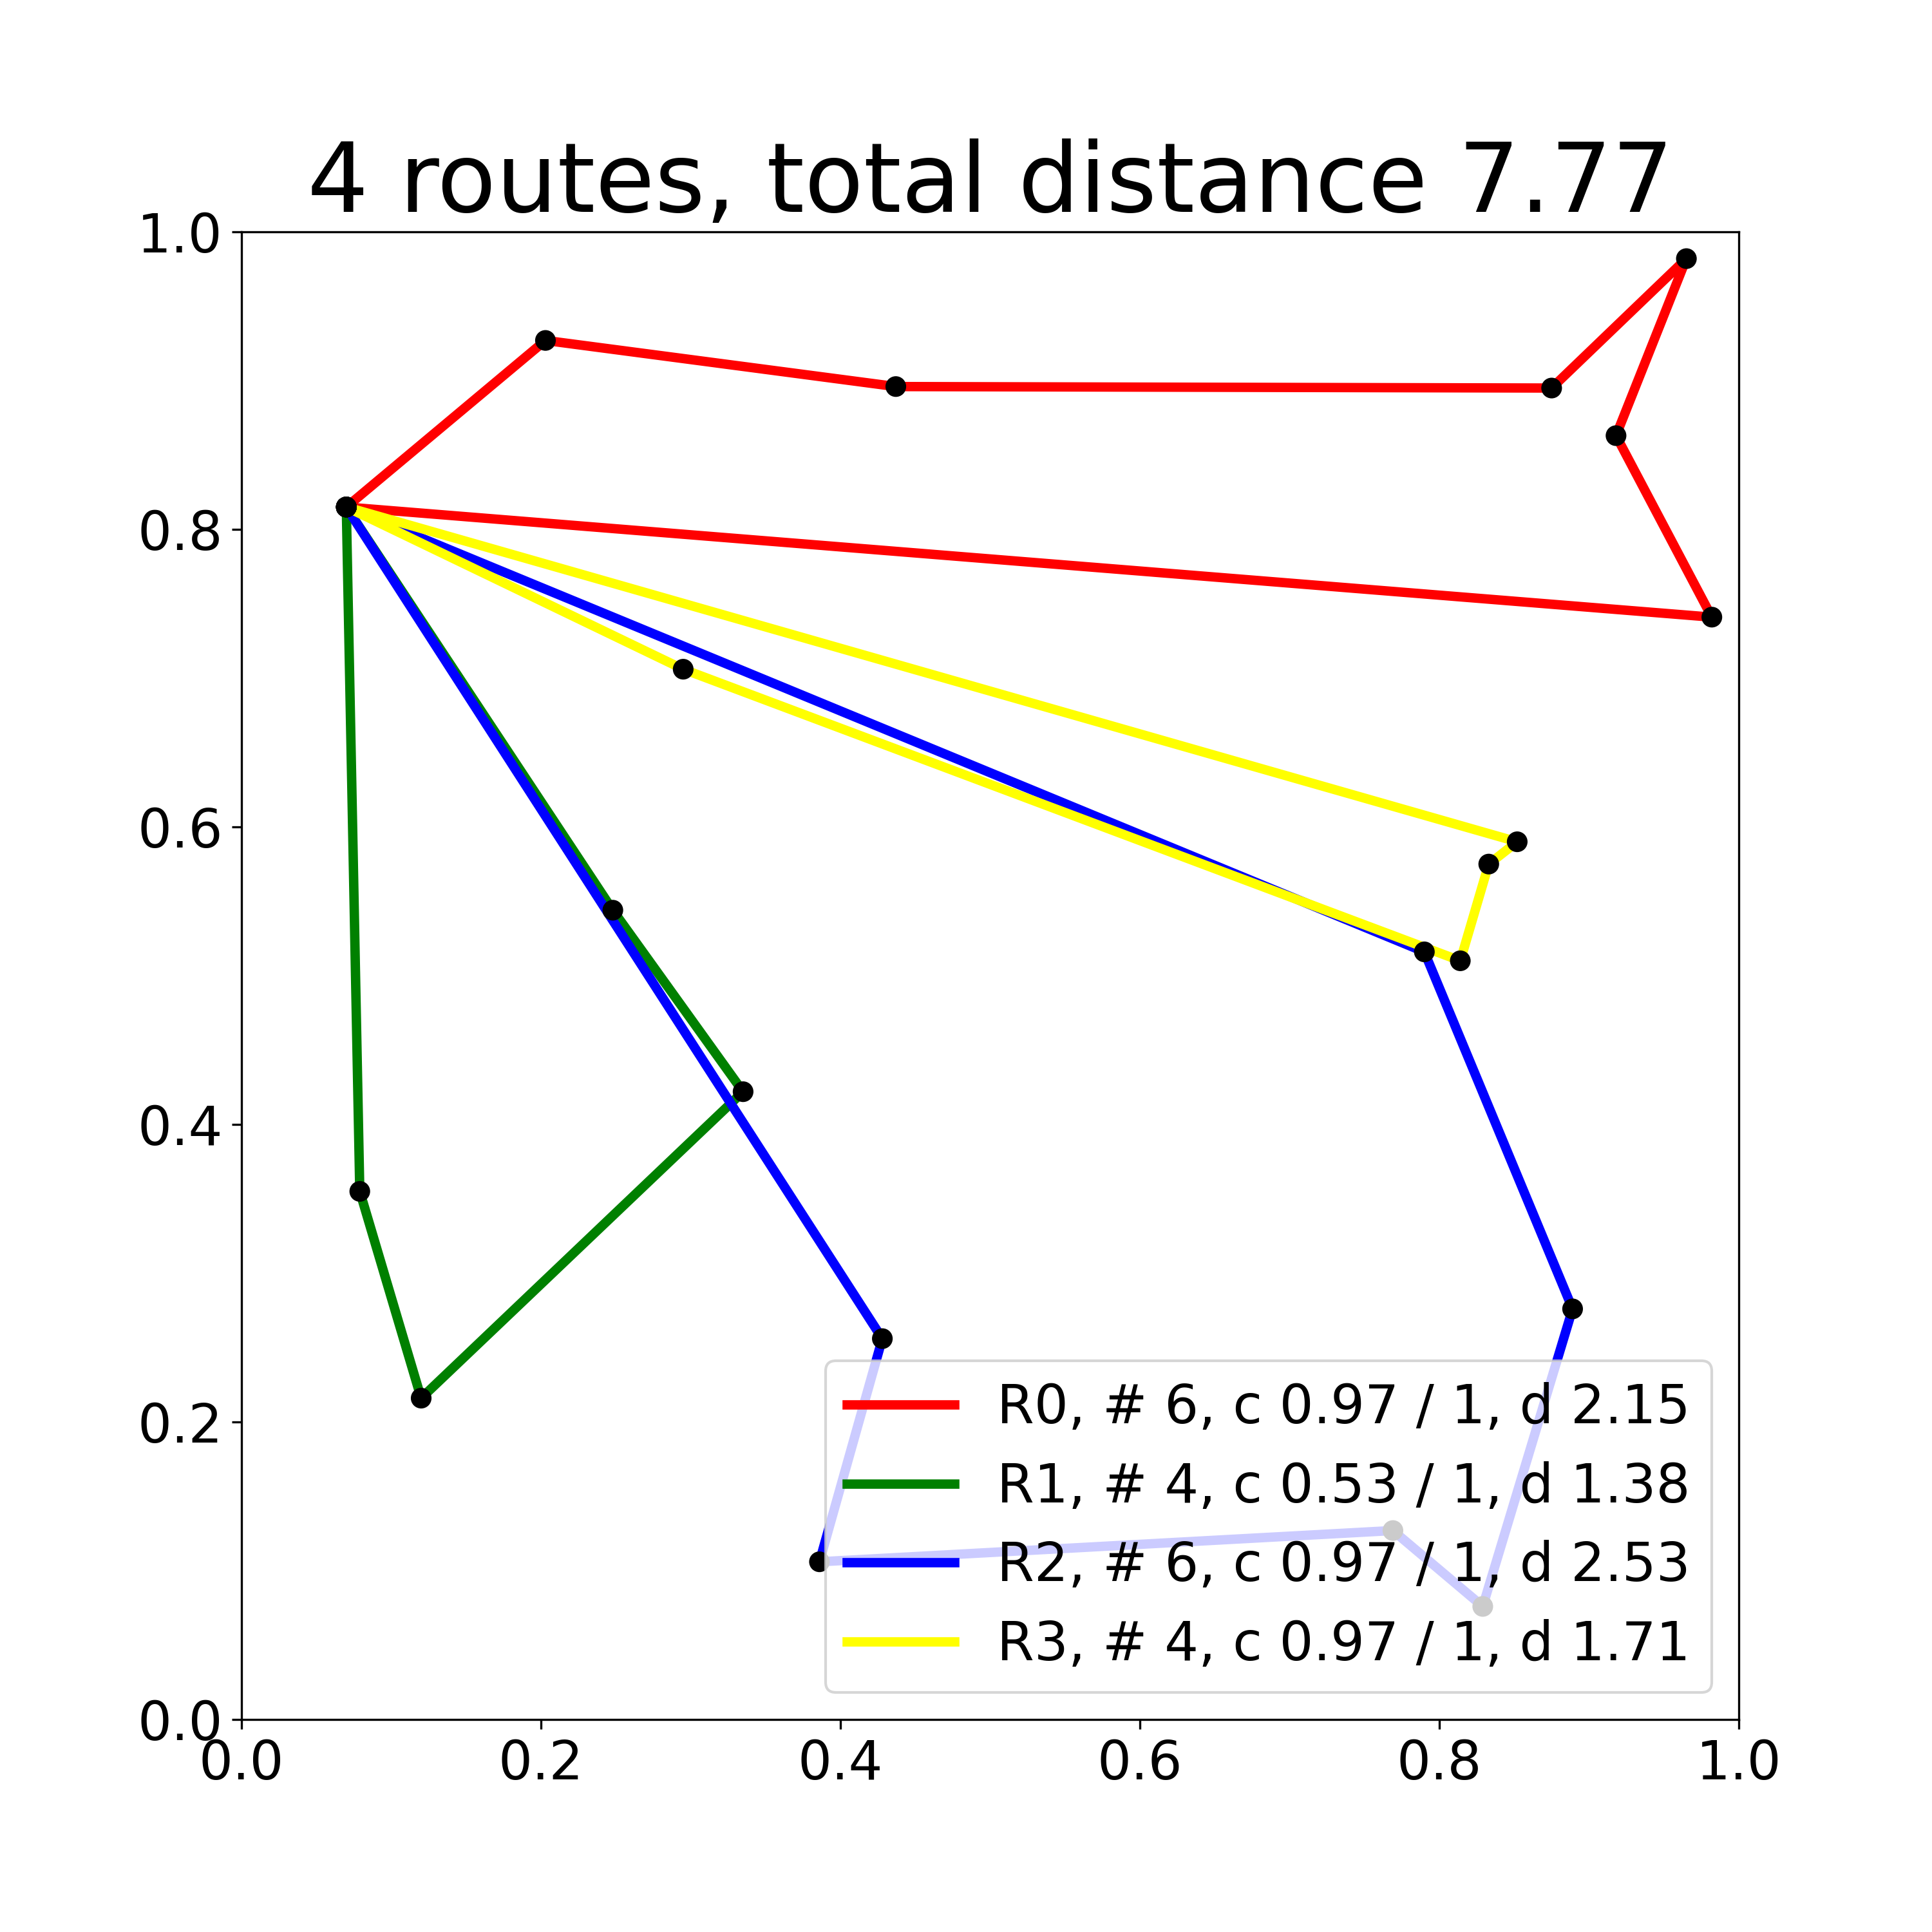 4 routes, total distance 7.77
1.0
0.8
0.6
0.4
0.2
0.0
R0, # 6, c 0.97 / 1, d 2.15
R1, # 4, c 0.53 / 1, d 1.38
R2, # 6, c 0.97 / 1, d 2.53
R3, # 4, c 0.97 / 1, d 1.71
0.0 0.2 0.4 0.6 0.8 1.0